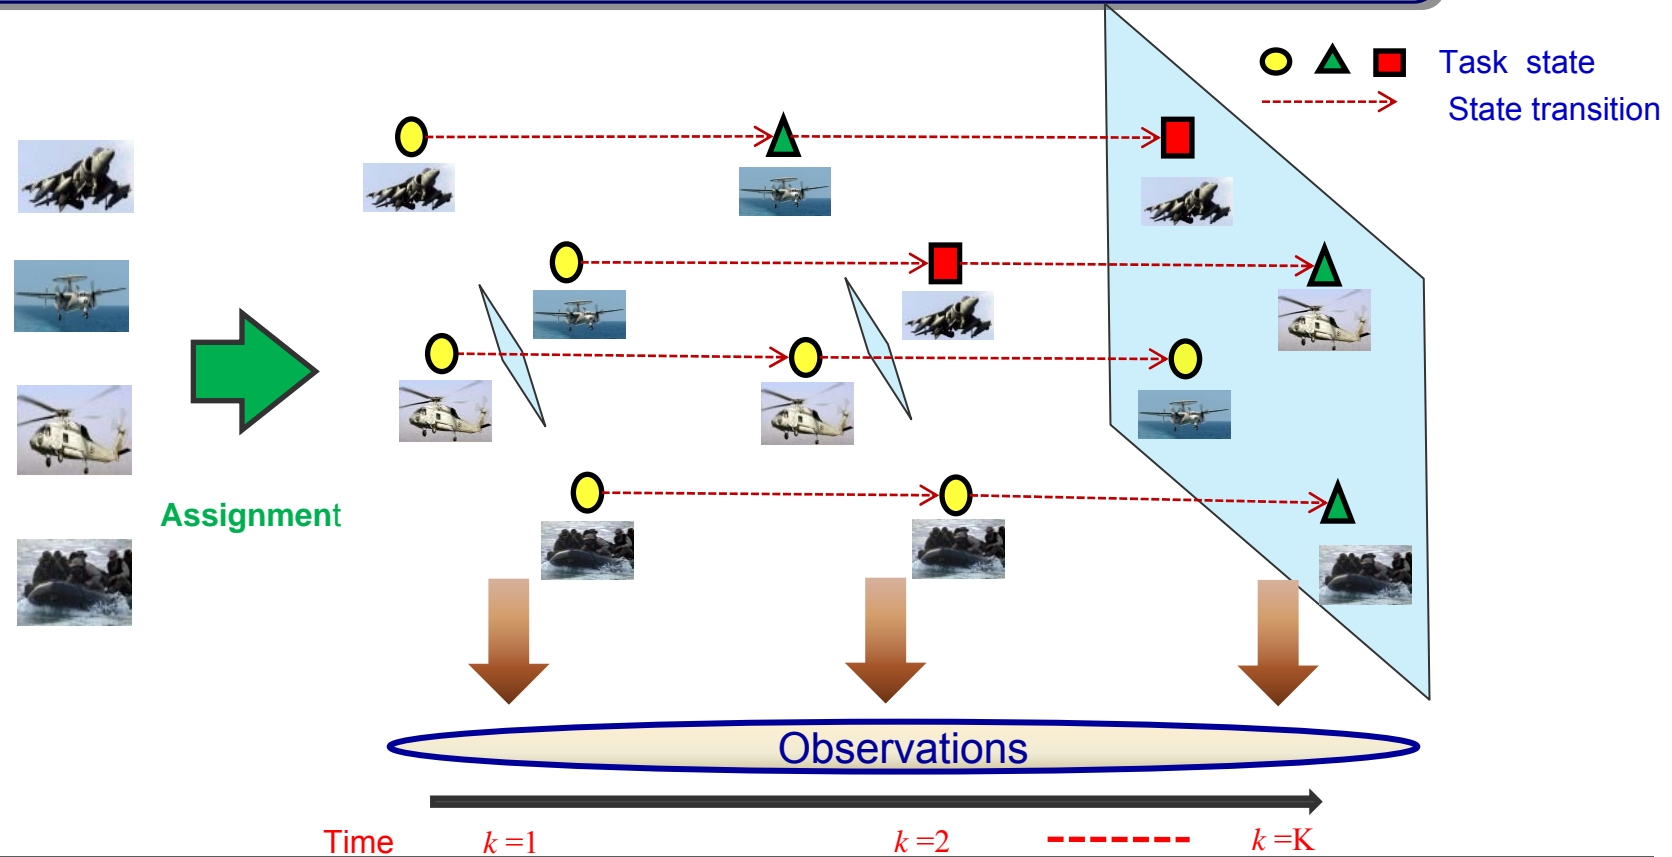 Task state
State transition
Assignment
Observations
Time k =1 k =2 k =K